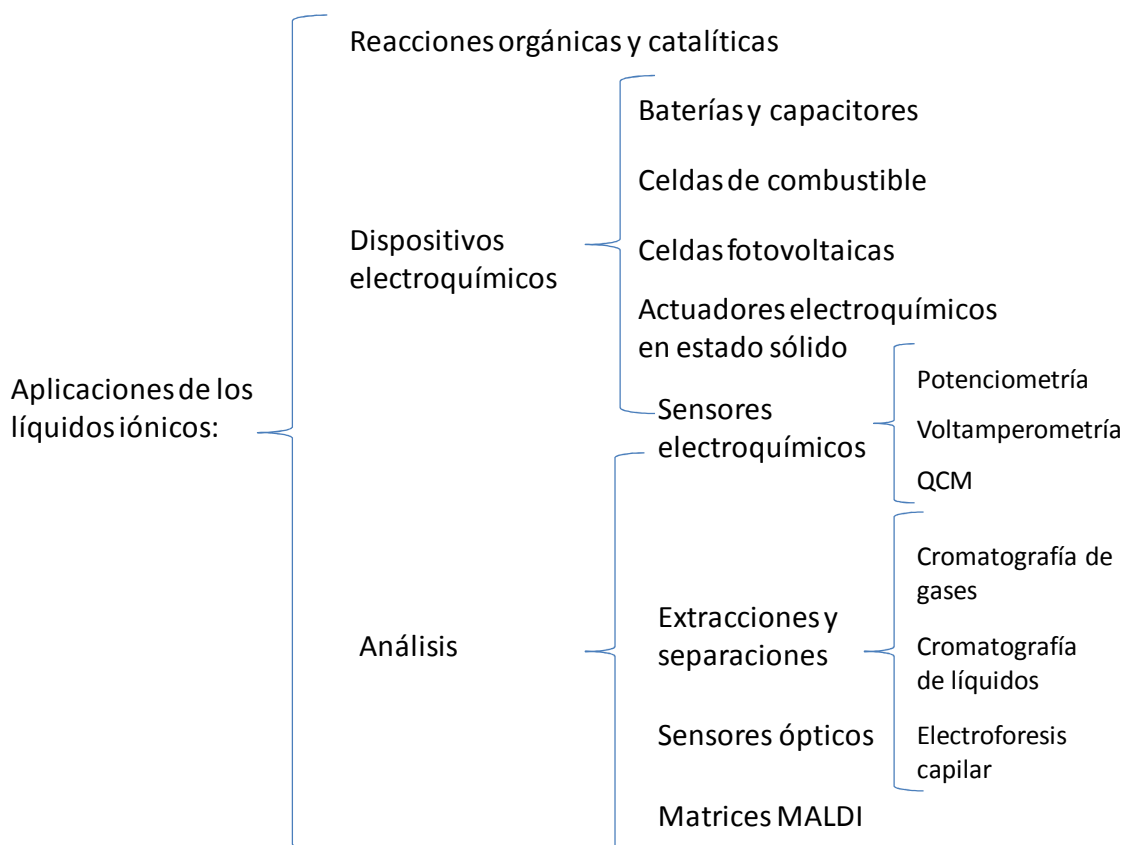 Reacciones orgánicas y catalíticas
Baterías y capacitores
Celdas de combustible
Dispositivos
electroquímicos
Celdas fotovoltaicas
Actuadores electroquímicos
en estado sólido
Aplicaciones de los
líquidos iónicos:
Sensores
electroquímicos
Potenciometría
Voltamperometría
QCM
Análisis
Extracciones y
separaciones
Cromatografía de
gases
Cromatografía
de líquidos
Electroforesis
capilar
Sensores ópticos
Matrices MALDI